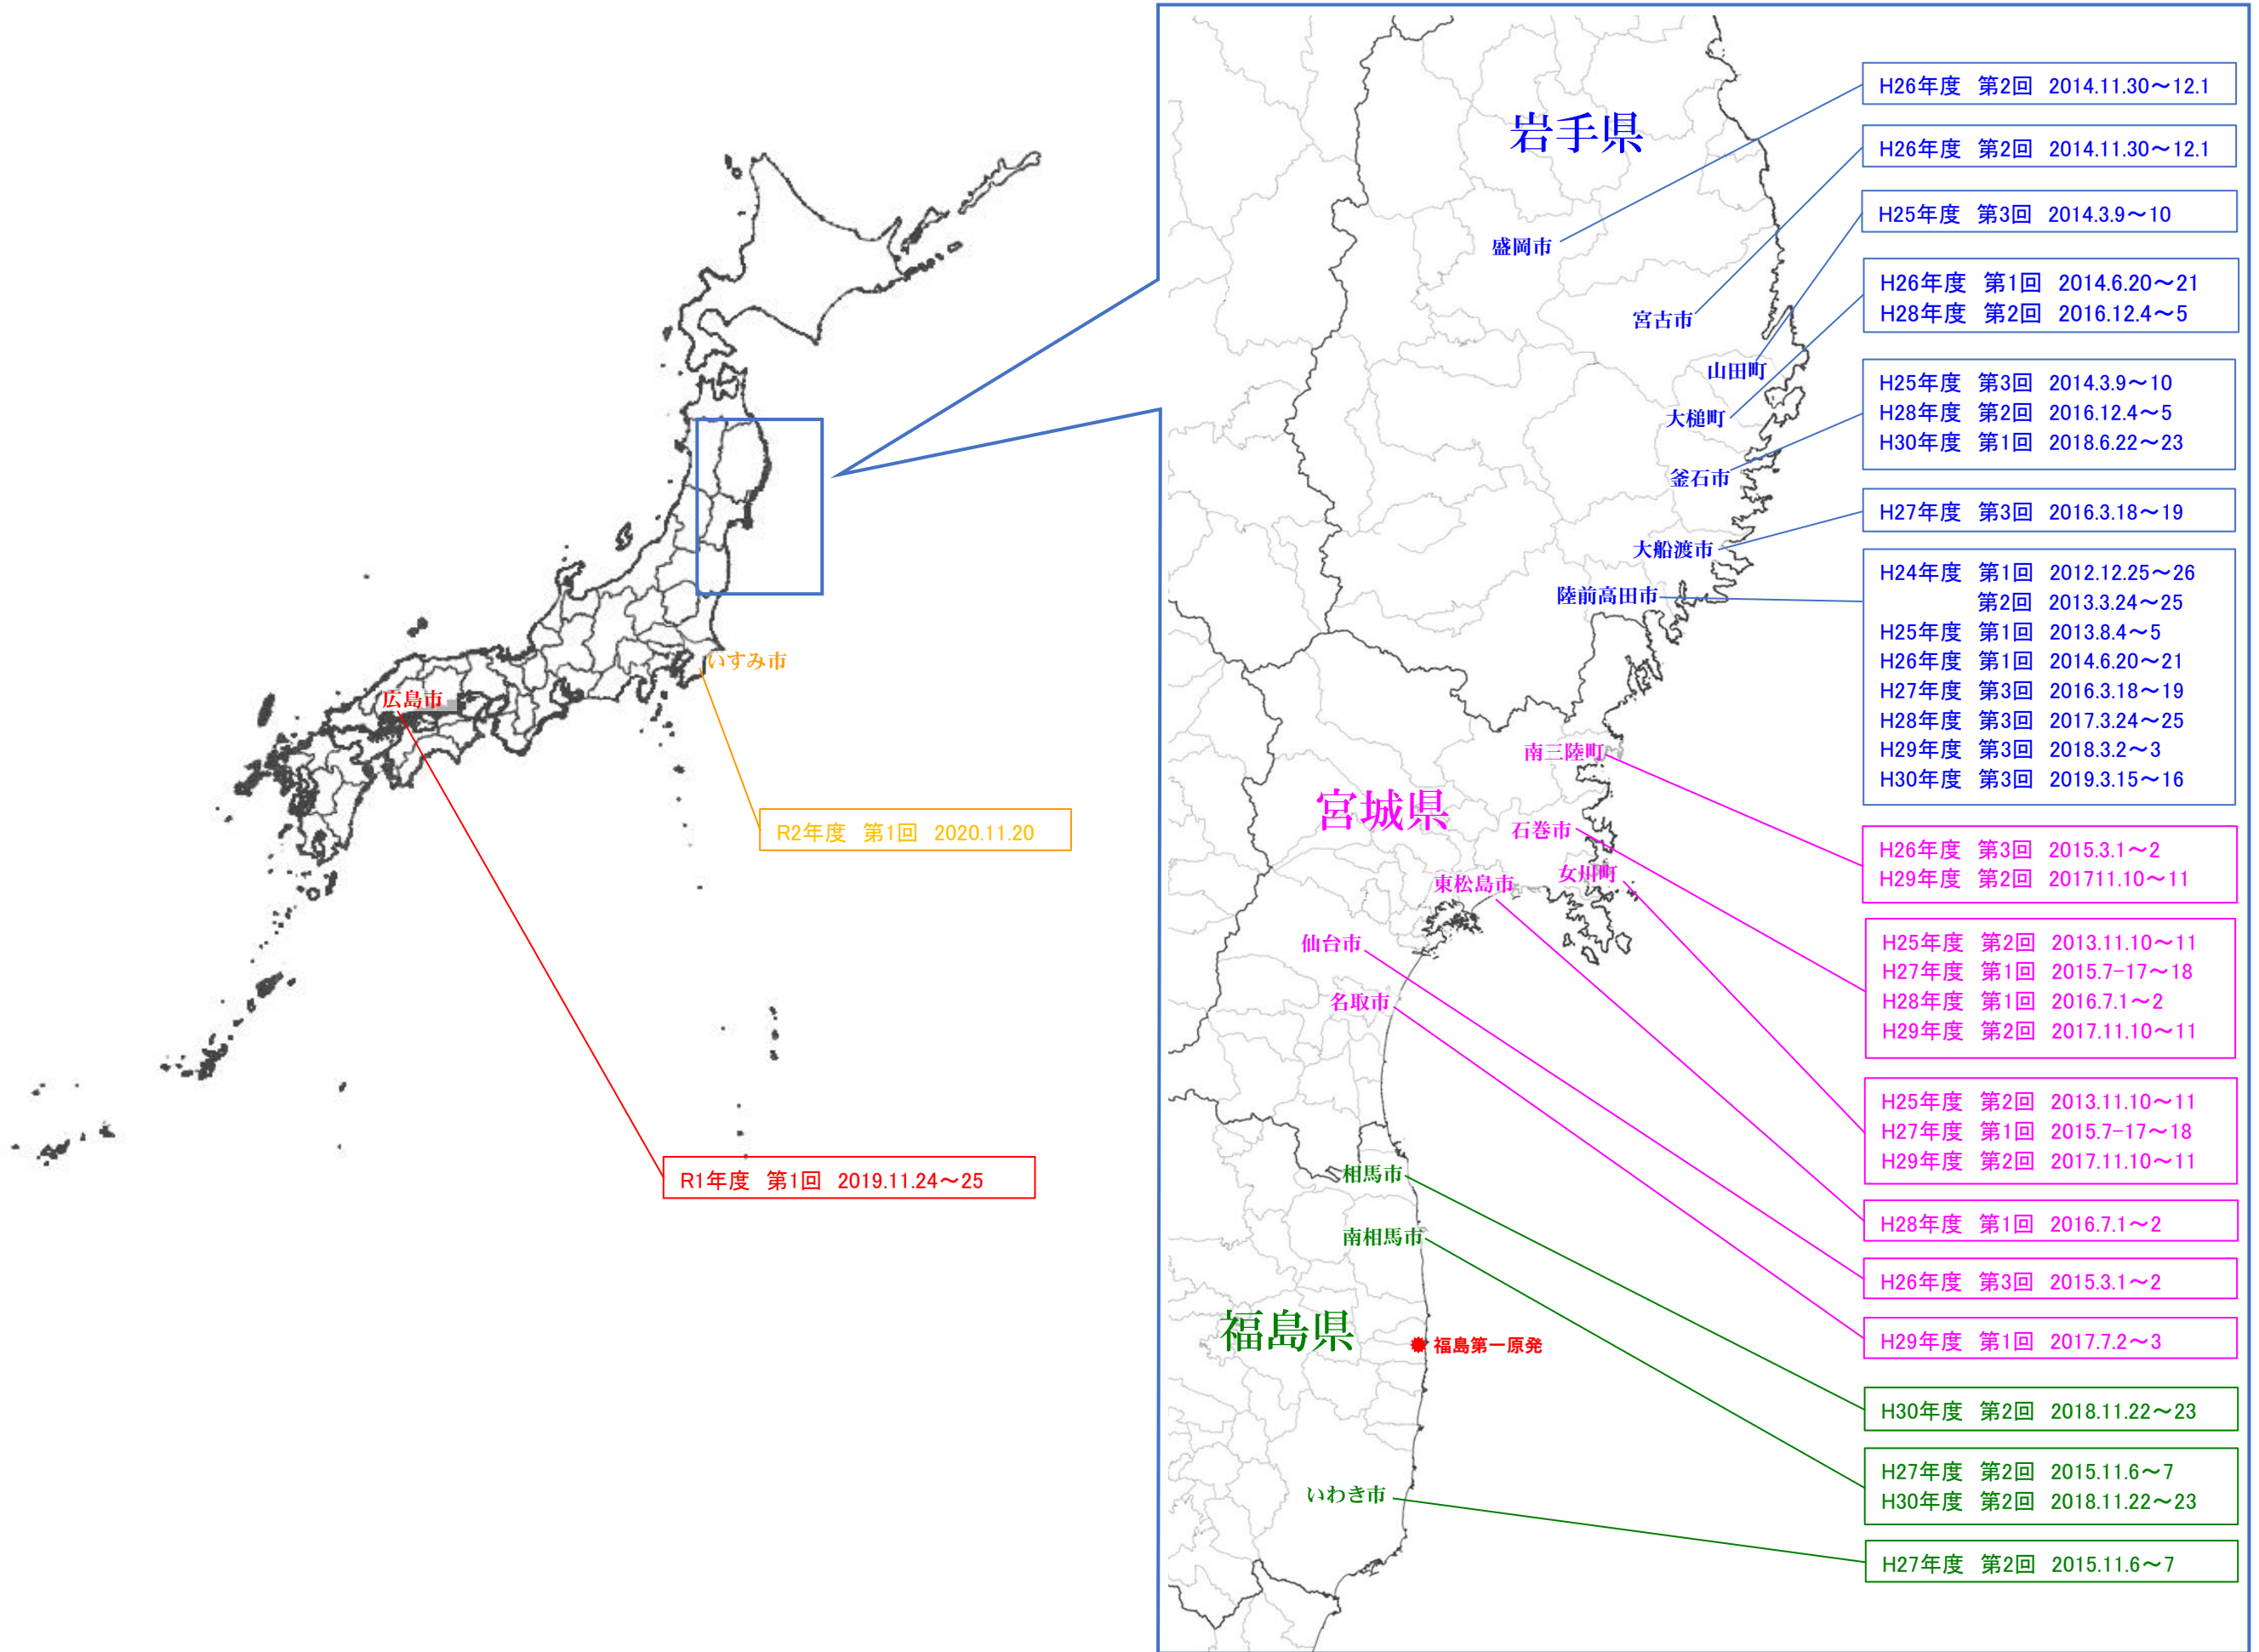 いすみ市
広島市
R2年度 第1回 2020.11.20
R1年度 第1回 2019.11.24～25
岩手県
盛岡市
宮古市
山田町
大槌町
釜石市
大船渡市
陸前高田市
宮城県
南三陸町
石巻市
女川町
東松島市
仙台市
名取市
福島県
相馬市
南相馬市
福島第一原発
いわき市
H26年度 第2回 2014.11.30～12.1
H26年度 第2回 2014.11.30～12.1
H25年度 第3回 2014.3.9～10
H26年度 第1回 2014.6.20～21
H28年度 第2回 2016.12.4～5
H25年度 第3回 2014.3.9～10
H28年度 第2回 2016.12.4～5
H30年度 第1回 2018.6.22～23
H27年度 第3回 2016.3.18～19
H24年度 第1回 2012.12.25～26
第2回 2013.3.24～25
H25年度 第1回 2013.8.4～5
H26年度 第1回 2014.6.20～21
H27年度 第3回 2016.3.18～19
H28年度 第3回 2017.3.24～25
H29年度 第3回 2018.3.2～3
H30年度 第3回 2019.3.15～16
H26年度 第3回 2015.3.1～2
H29年度 第2回 201711.10～11
H25年度 第2回 2013.11.10～11
H27年度 第1回 2015.7-17～18
H28年度 第1回 2016.7.1～2
H29年度 第2回 2017.11.10～11
H25年度 第2回 2013.11.10～11
H27年度 第1回 2015.7-17～18
H29年度 第2回 2017.11.10～11
H28年度 第1回 2016.7.1～2
H26年度 第3回 2015.3.1～2
H29年度 第1回 2017.7.2～3
H30年度 第2回 2018.11.22～23
H27年度 第2回 2015.11.6～7
H30年度 第2回 2018.11.22～23
H27年度 第2回 2015.11.6～7